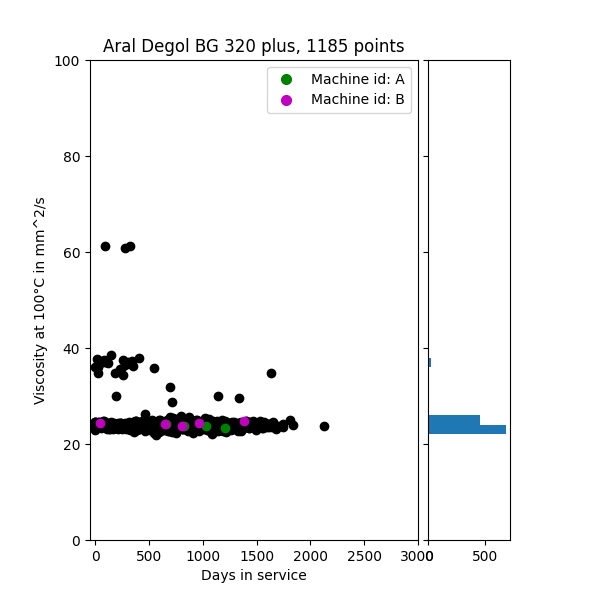 Aral Degol BG 320 plus, 1185 points
Machine id: A
Machine id: B
Viscosity at 100°C in mm^2/s
100
80
60
40
20
0
0 500 1000 1500 2000 2500 3000
0 500
Days in service